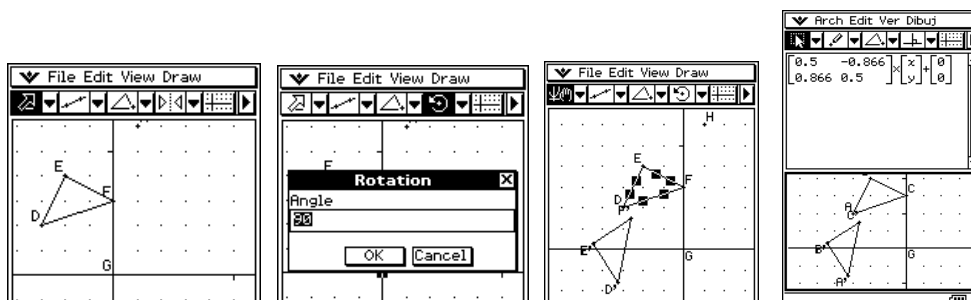 File Edit View Draw
E
F
D
G
File Edit View Draw
F
Rotation
X
Angle
90
OK Cancel
File Edit View Draw
H
E
F
D
F'
E'
G
D'
Arch Edit Ver Dibuj
[0.5 -0.866] [x] [0]
[0.866 0.5]×[y]+[0]
C
A
C'
B'
G
A'